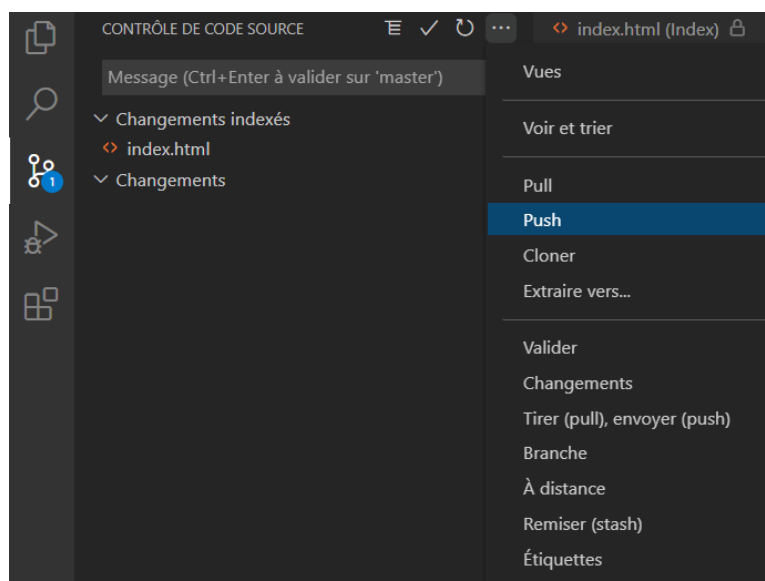 CONTRÔLE DE CODE SOURCE
index.html (Index)
Message (Ctrl+Enter à valider sur 'master')
Changements indexés
index.html
Changements
1
Vues
Voir et trier
Pull
Push
Cloner
Extraire vers...
Valider
Changements
Tirer (pull), envoyer (push)
Branche
À distance
Remiser (stash)
Étiquettes